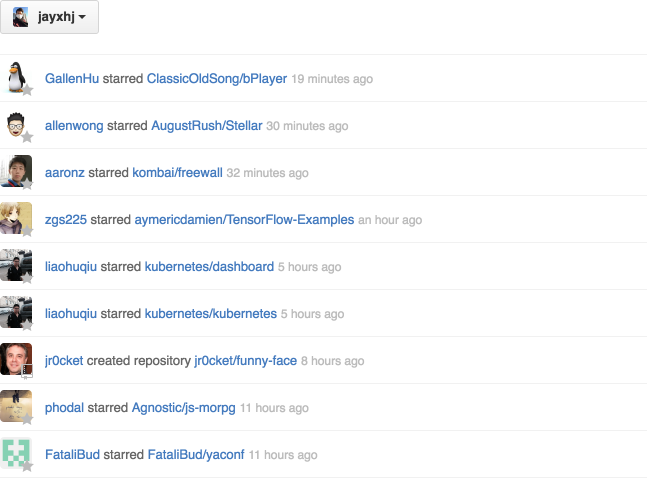 jayxhj
GallenHu starred ClassicOldSong/bPlayer 19 minutes ago
allenwong starred AugustRush/Stellar 30 minutes ago
aaronz starred kombai/freewall 32 minutes ago
zgs225 starred aymericdamien/TensorFlow-Examples an hour ago
liaohuqiu starred kubernetes/dashboard 5 hours ago
liaohuqiu starred kubernetes/kubernetes 5 hours ago
jr0cket created repository jr0cket/funny-face 8 hours ago
phodal starred Agnostic/js-morpg 11 hours ago
FataliBud starred FataliBud/yaconf 11 hours ago